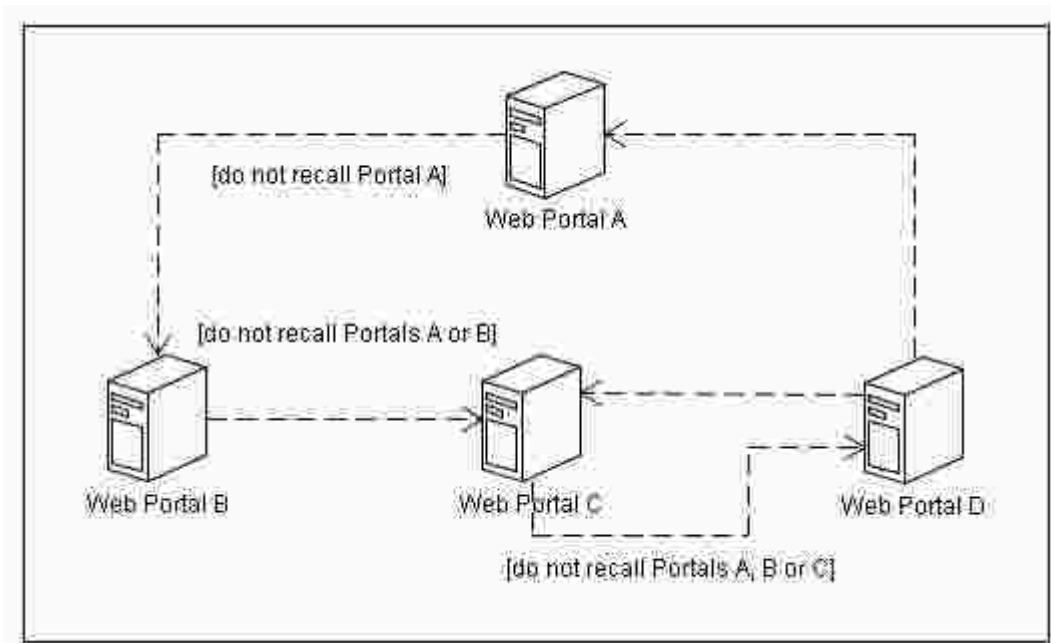 [do not recall Portal A]
Web Portal A
[do not recall Portals A or B]
Web Portal B
Web Portal C
Web Portal D
[do not recall Portals A, B or C]